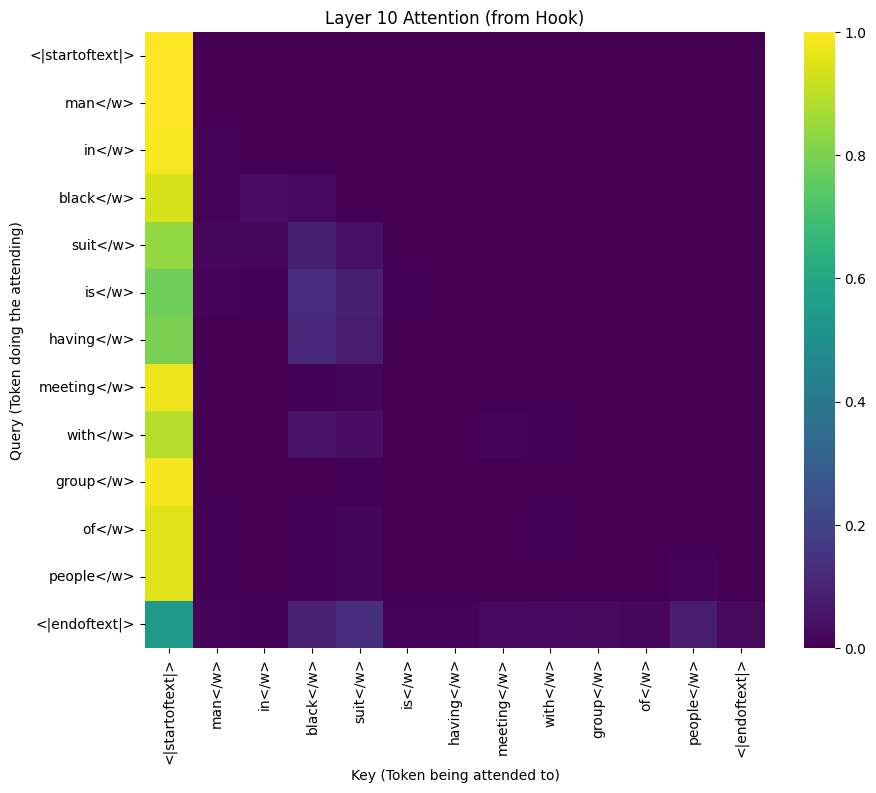 Layer 10 Attention (from Hook)
Query (Token doing the attending)
<|startoftext|>
man</w>
in</w>
black</w>
suit</w>
is</w>
having</w>
meeting</w>
with</w>
group</w>
of</w>
people</w>
<|endoftext|>
1.0
0.8
0.6
0.4
0.2
0.0
<|startoftext|>
man</w>
in</w>
black</w>
suit</w>
is</w>
having</w>
meeting</w>
with</w>
group</w>
of</w>
people</w>
<|endoftext|>
Key (Token being attended to)